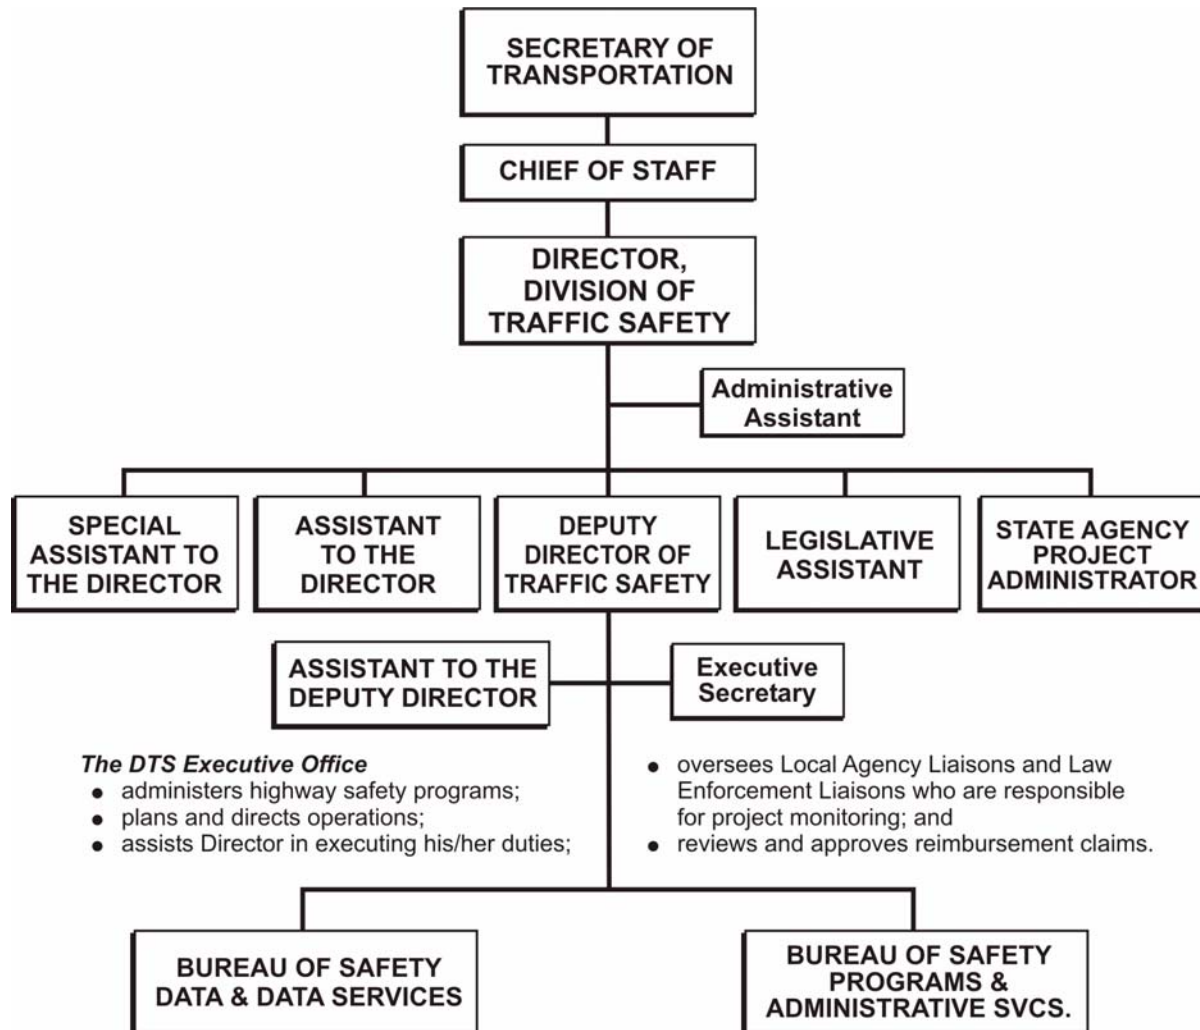 SECRETARY OF
TRANSPORTATION
CHIEF OF STAFF
DIRECTOR,
DIVISION OF
TRAFFIC SAFETY
Administrative
Assistant
SPECIAL
ASSISTANT TO
THE DIRECTOR
ASSISTANT
TO THE
DIRECTOR
DEPUTY
DIRECTOR OF
TRAFFIC SAFETY
LEGISLATIVE
ASSISTANT
STATE AGENCY
PROJECT
ADMINISTRATOR
ASSISTANT TO THE
DEPUTY DIRECTOR
Executive
Secretary
The DTS Executive Office
● administers highway safety programs;
● plans and directs operations;
● assists Director in executing his/her duties;
● oversees Local Agency Liaisons and Law
Enforcement Liaisons who are responsible
for project monitoring; and
● reviews and approves reimbursement claims.
BUREAU OF SAFETY
DATA & DATA SERVICES
BUREAU OF SAFETY
PROGRAMS &
ADMINISTRATIVE SVCS.